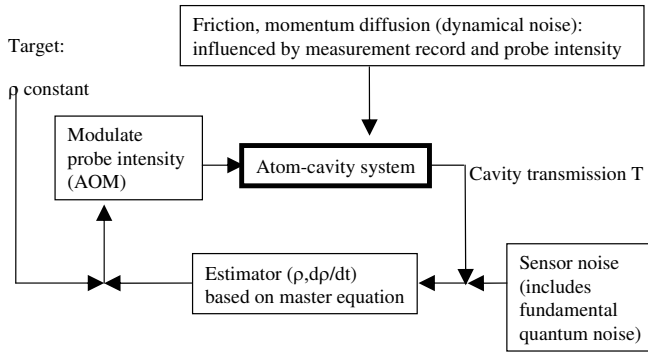 Friction, momentum diffusion (dynamical noise):
influenced by measurement record and probe intensity
Target:
ρ constant
Modulate
probe intensity
(AOM)
Atom-cavity system
Cavity transmission T
Estimator (ρ,dρ/dt)
based on master equation
Sensor noise
(includes
fundamental
quantum noise)